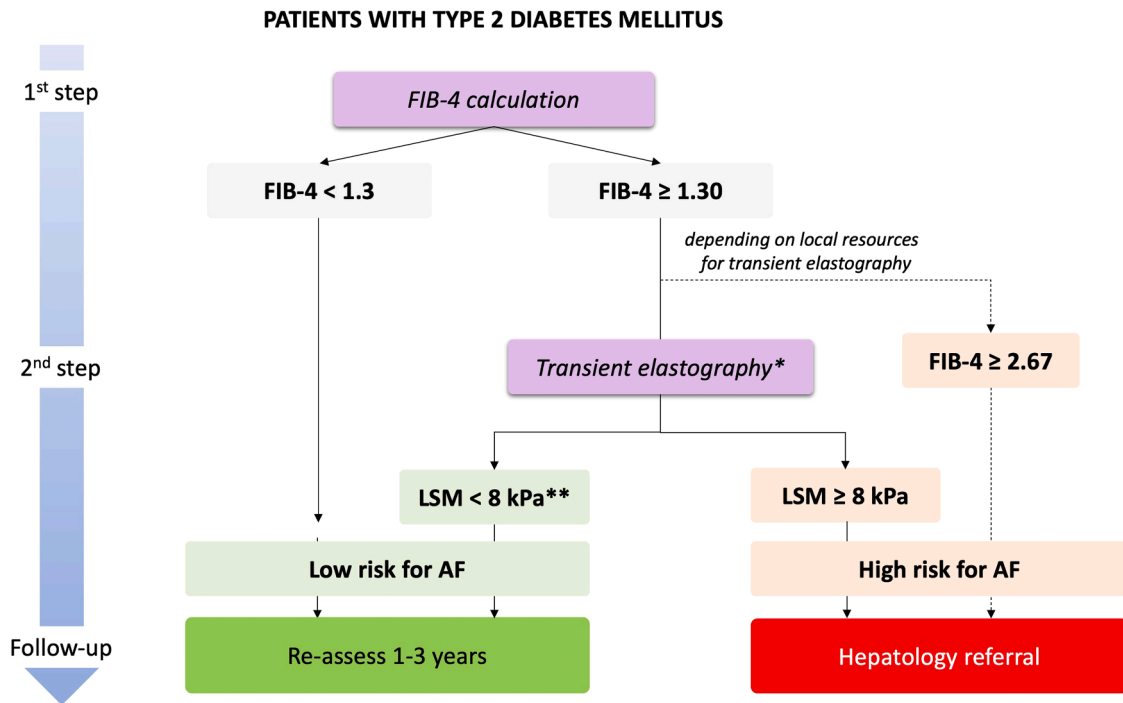 PATIENTS WITH TYPE 2 DIABETES MELLITUS
1st step
FIB-4 calculation
FIB-4 < 1.3
FIB-4 ≥ 1.30
depending on local resources
for transient elastography
2nd step
Transient elastography*
FIB-4 ≥ 2.67
LSM < 8 kPa**
LSM ≥ 8 kPa
Low risk for AF
High risk for AF
Follow-up
Re-assess 1-3 years
Hepatology referral